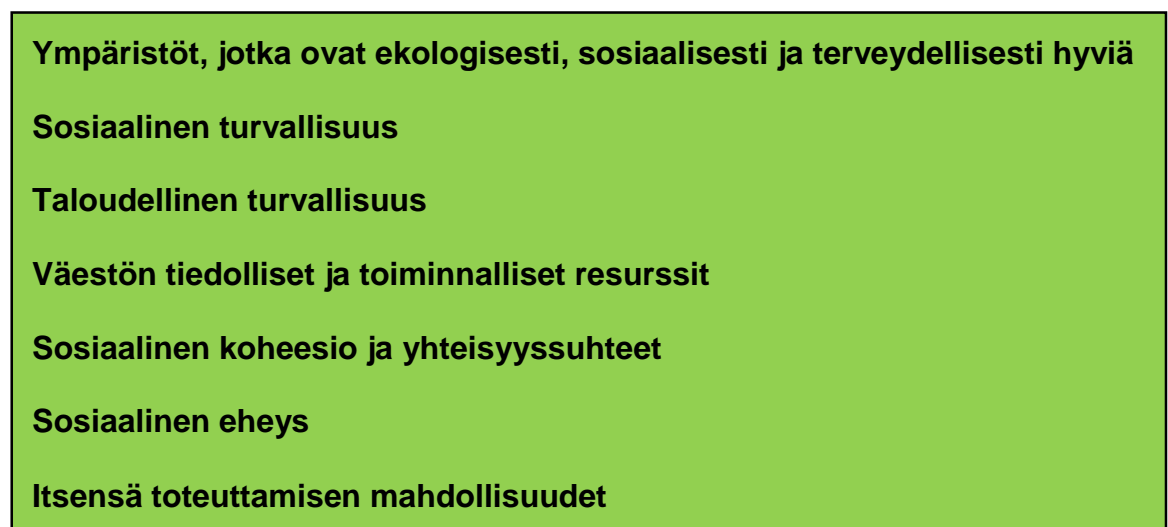 Ympäristöt, jotka ovat ekologisesti, sosiaalisesti ja terveydellisesti hyviä
Sosiaalinen turvallisuus
Taloudellinen turvallisuus
Väestön tiedolliset ja toiminnalliset resurssit
Sosiaalinen koheesio ja yhteisyyssuhteet
Sosiaalinen eheys
Itsensä toteuttamisen mahdollisuudet